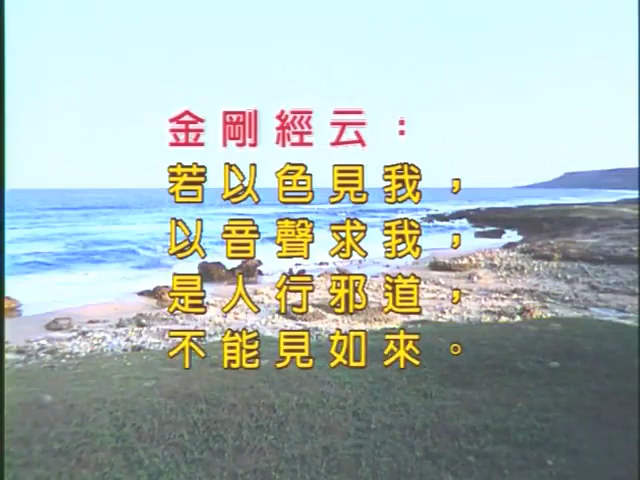 金剛經云：
若以色見我，
以音聲求我，
是人行邪道，
不能見如來。